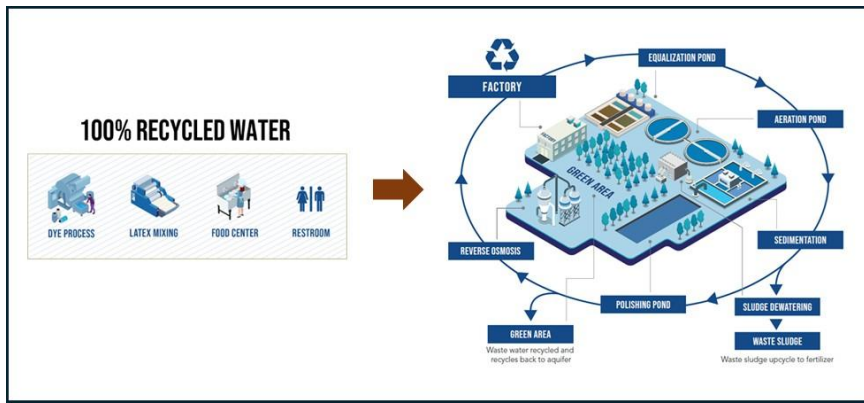 100% RECYCLED WATER
DYE PROCESS
LATEX MIXING
FOOD CENTER
RESTROOM
EQUALIZATION POND
FACTORY
AERATION POND
GREEN AREA
REVERSE OSMOSIS
SEDIMENTATION
POLISHING POND
SLUDGE DEWATERING
GREEN AREA
WASTE SLUDGE
Waste water recycled and
recycles back to aquifer
Waste sludge upcycle to fertilizer